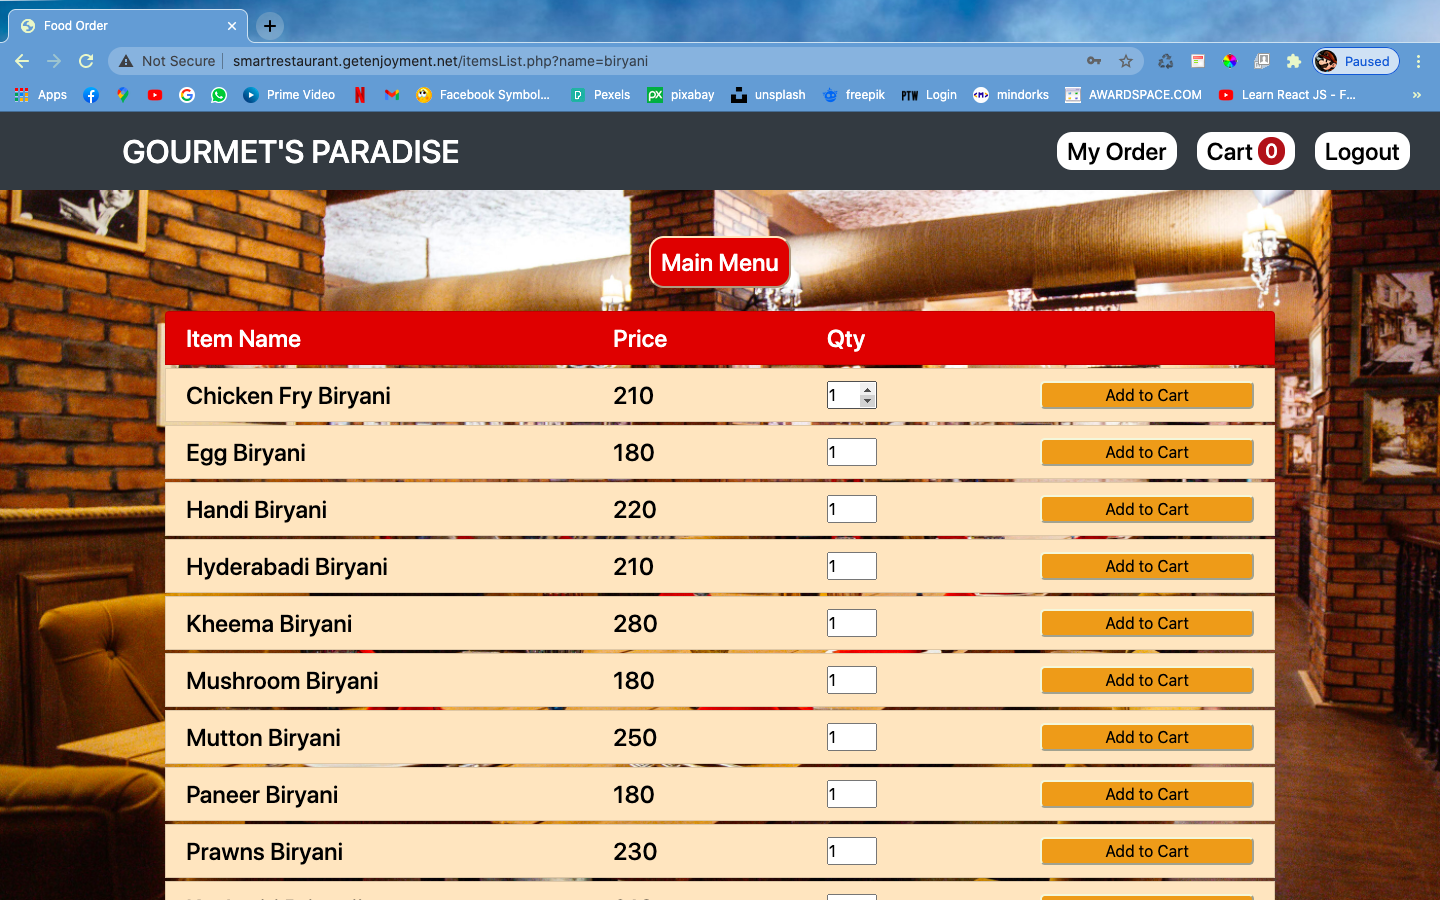 Food Order
Not Secure smartrestaurant.getenjoyment.net/itemsList.php?name=biryani Paused
Apps Prime Video Facebook Symbol... Pexels pixabay unsplash freepik PTW Login mindorks AWARDSPACE.COM Learn React JS - F... »
GOURMET'S PARADISE My Order Cart 0 Logout
Main Menu
Item Name Price Qty
Chicken Fry Biryani 210 1 Add to Cart
Egg Biryani 180 1 Add to Cart
Handi Biryani 220 1 Add to Cart
Hyderabadi Biryani 210 1 Add to Cart
Kheema Biryani 280 1 Add to Cart
Mushroom Biryani 180 1 Add to Cart
Mutton Biryani 250 1 Add to Cart
Paneer Biryani 180 1 Add to Cart
Prawns Biryani 230 1 Add to Cart